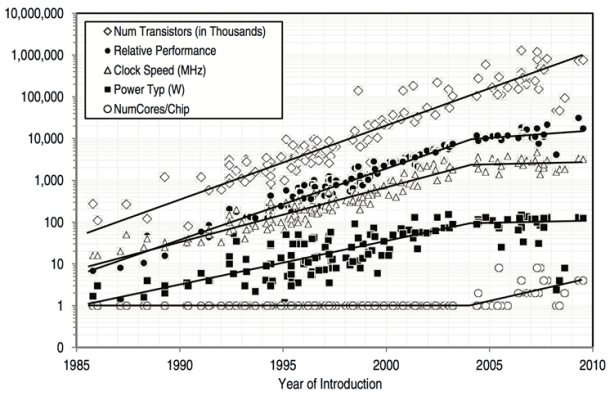 10,000,000
1,000,000
100,000
10,000
1,000
100
10
1
0
Num Transistors (in Thousands)
Relative Performance
Clock Speed (MHz)
Power Typ (W)
NumCores/Chip
1985 1990 1995 2000 2005 2010
Year of Introduction